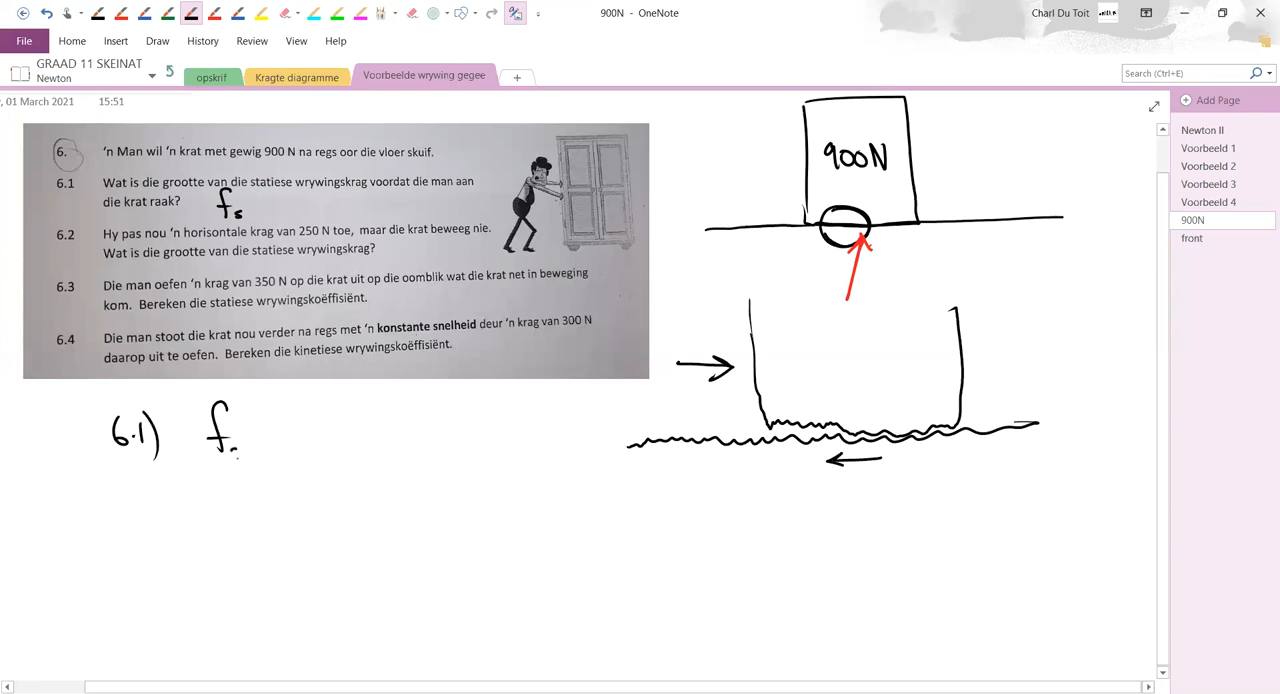 900N - OneNote
Charl Du Toit
File Home Insert Draw History Review View Help
GRAAD 11 SKEINAT
Newton
opskrif Kragte diagramme Voorbeelde wrywing gegee
Search (Ctrl+E)
, 01 March 2021 15:51
Add Page
Newton II
Voorbeeld 1
Voorbeeld 2
Voorbeeld 3
Voorbeeld 4
900N
front
6. 'n Man wil 'n krat met gewig 900 N na regs oor die vloer skuif.
6.1 Wat is die grootte van die statiese wrywingskrag voordat die man aan
die krat raak? fs
6.2 Hy pas nou 'n horisontale krag van 250 N toe, maar die krat beweeg nie.
Wat is die grootte van die statiese wrywingskrag?
6.3 Die man oefen 'n krag van 350 N op die krat uit op die oomblik wat die krat net in beweging
kom. Bereken die statiese wrywingskoëffisiënt.
6.4 Die man stoot die krat nou verder na regs met 'n konstante snelheid deur 'n krag van 300 N
daarop uit te oefen. Bereken die kinetiese wrywingskoëffisiënt.
900N
6.1) f